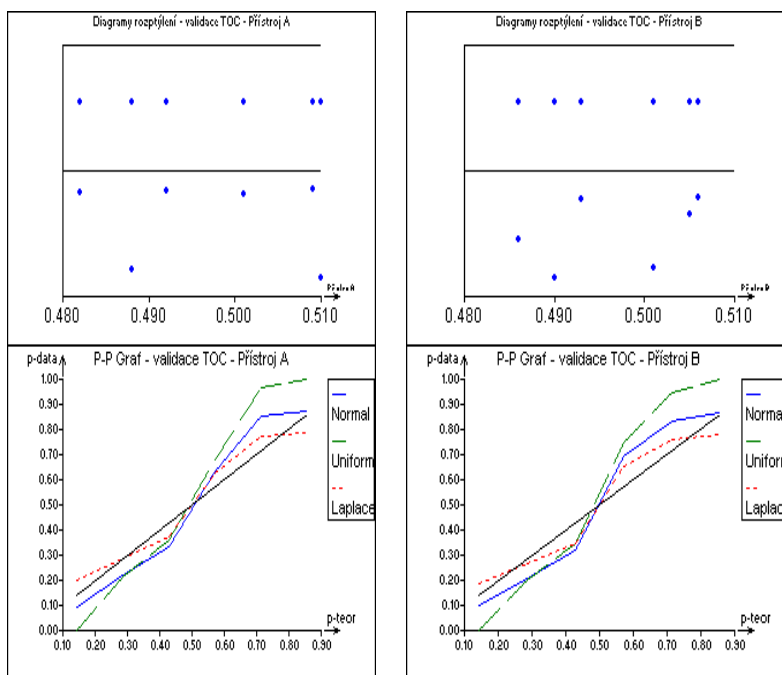 Diagramy rozptýlení - validace TOC - Přístroj A
Přístroj A
0.480 0.490 0.500 0.510
Diagramy rozptýlení - validace TOC - Přístroj B
Přístroj B
0.480 0.490 0.500 0.510
p-data P-P Graf - validace TOC - Přístroj A
1.00
0.90
0.80
0.70
0.60
0.50
0.40
0.30
0.20
0.10
0.00
p-teor
0.10 0.20 0.30 0.40 0.50 0.60 0.70 0.80 0.90
Normal
Uniform
Laplace
p-data P-P Graf - validace TOC - Přístroj B
1.00
0.90
0.80
0.70
0.60
0.50
0.40
0.30
0.20
0.10
0.00
p-teor
0.10 0.20 0.30 0.40 0.50 0.60 0.70 0.80 0.90
Normal
Uniform
Laplace